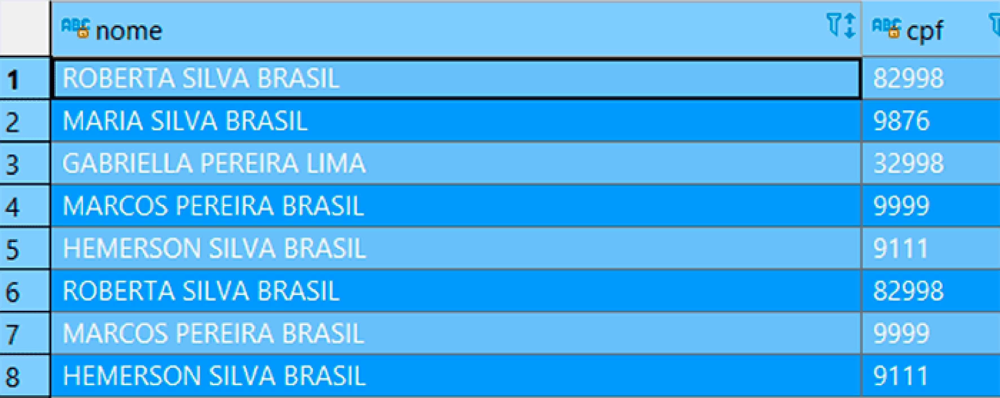 ABC nome ABC cpf
1 ROBERTA SILVA BRASIL 82998
2 MARIA SILVA BRASIL 9876
3 GABRIELLA PEREIRA LIMA 32998
4 MARCOS PEREIRA BRASIL 9999
5 HEMERSON SILVA BRASIL 9111
6 ROBERTA SILVA BRASIL 82998
7 MARCOS PEREIRA BRASIL 9999
8 HEMERSON SILVA BRASIL 9111